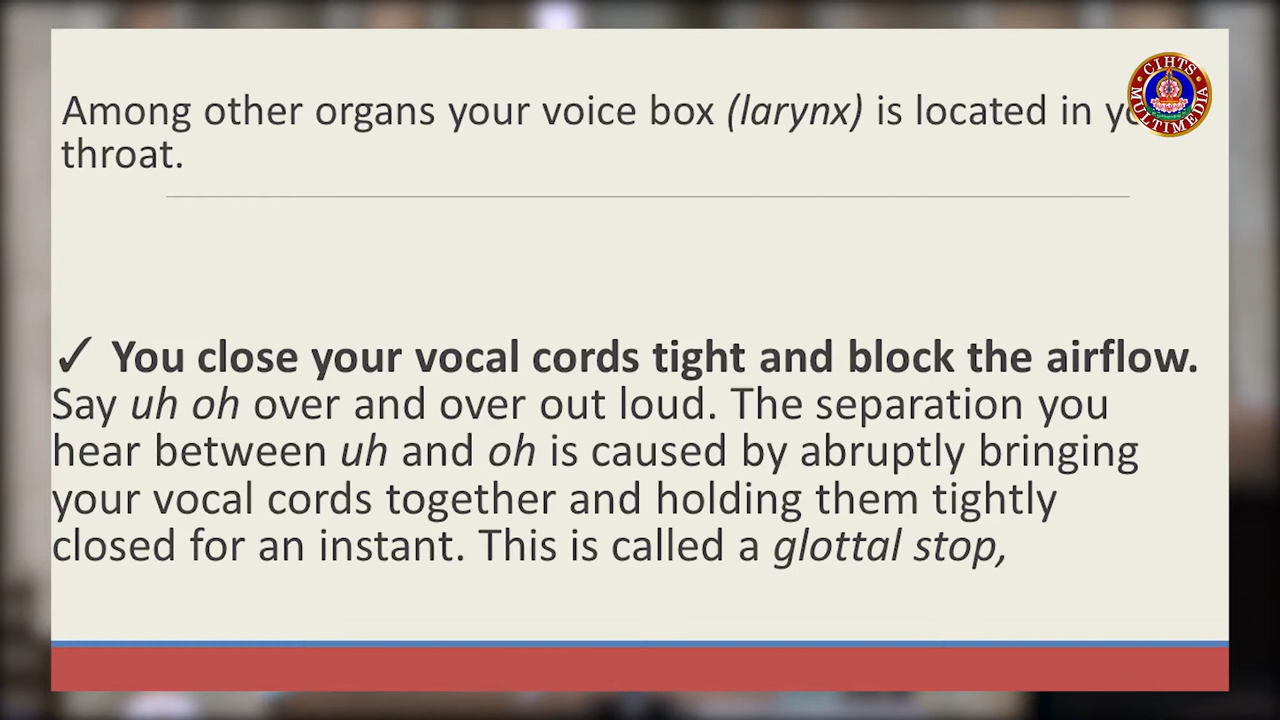 Among other organs your voice box (larynx) is located in
throat.
✓ You close your vocal cords tight and block the airflow.
Say uh oh over and over out loud. The separation you
hear between uh and oh is caused by abruptly bringing
your vocal cords together and holding them tightly
closed for an instant. This is called a glottal stop,
CIHTS
MULTIMEDIA